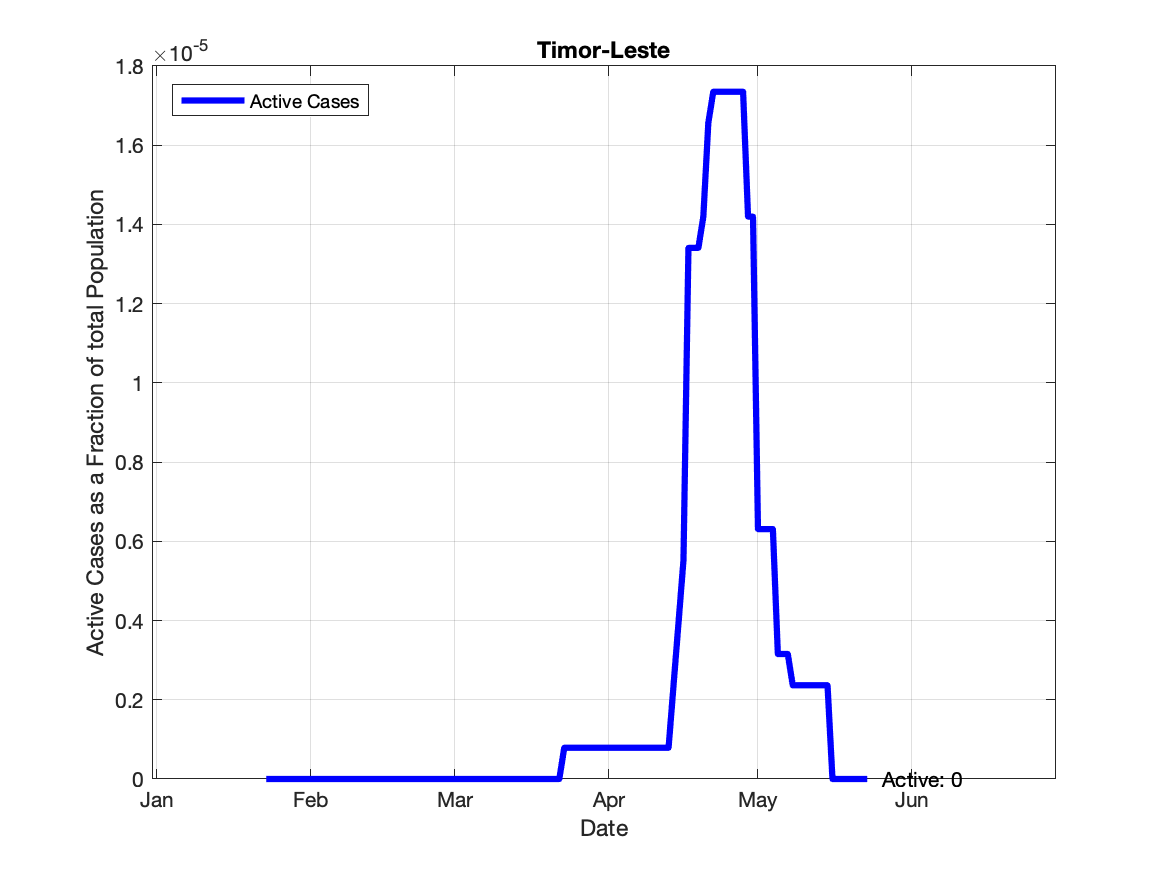 Timor-Leste
×10-5
Active Cases
1.8
1.6
1.4
1.2
1
0.8
0.6
0.4
0.2
0
Active Cases as a Fraction of total Population
Active: 0
Jan Feb Mar Apr May Jun
Date